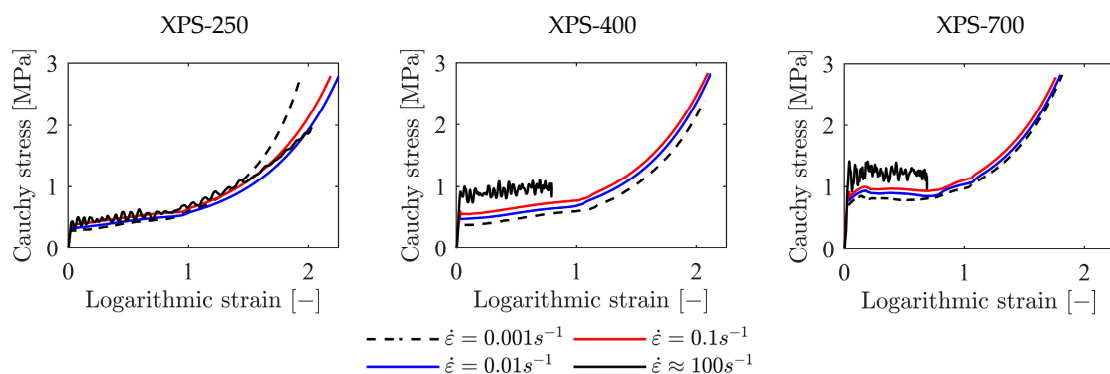 XPS-250
XPS-400
XPS-700
Cauchy stress [MPa]
3
2
1
0
0 1 2
Logarithmic strain [−]
Cauchy stress [MPa]
3
2
1
0
0 1 2
Logarithmic strain [−]
Cauchy stress [MPa]
3
2
1
0
0 1 2
Logarithmic strain [−]
ε̇ = 0.001s⁻¹ ε̇ = 0.1s⁻¹
ε̇ = 0.01s⁻¹ ε̇ ≈ 100s⁻¹